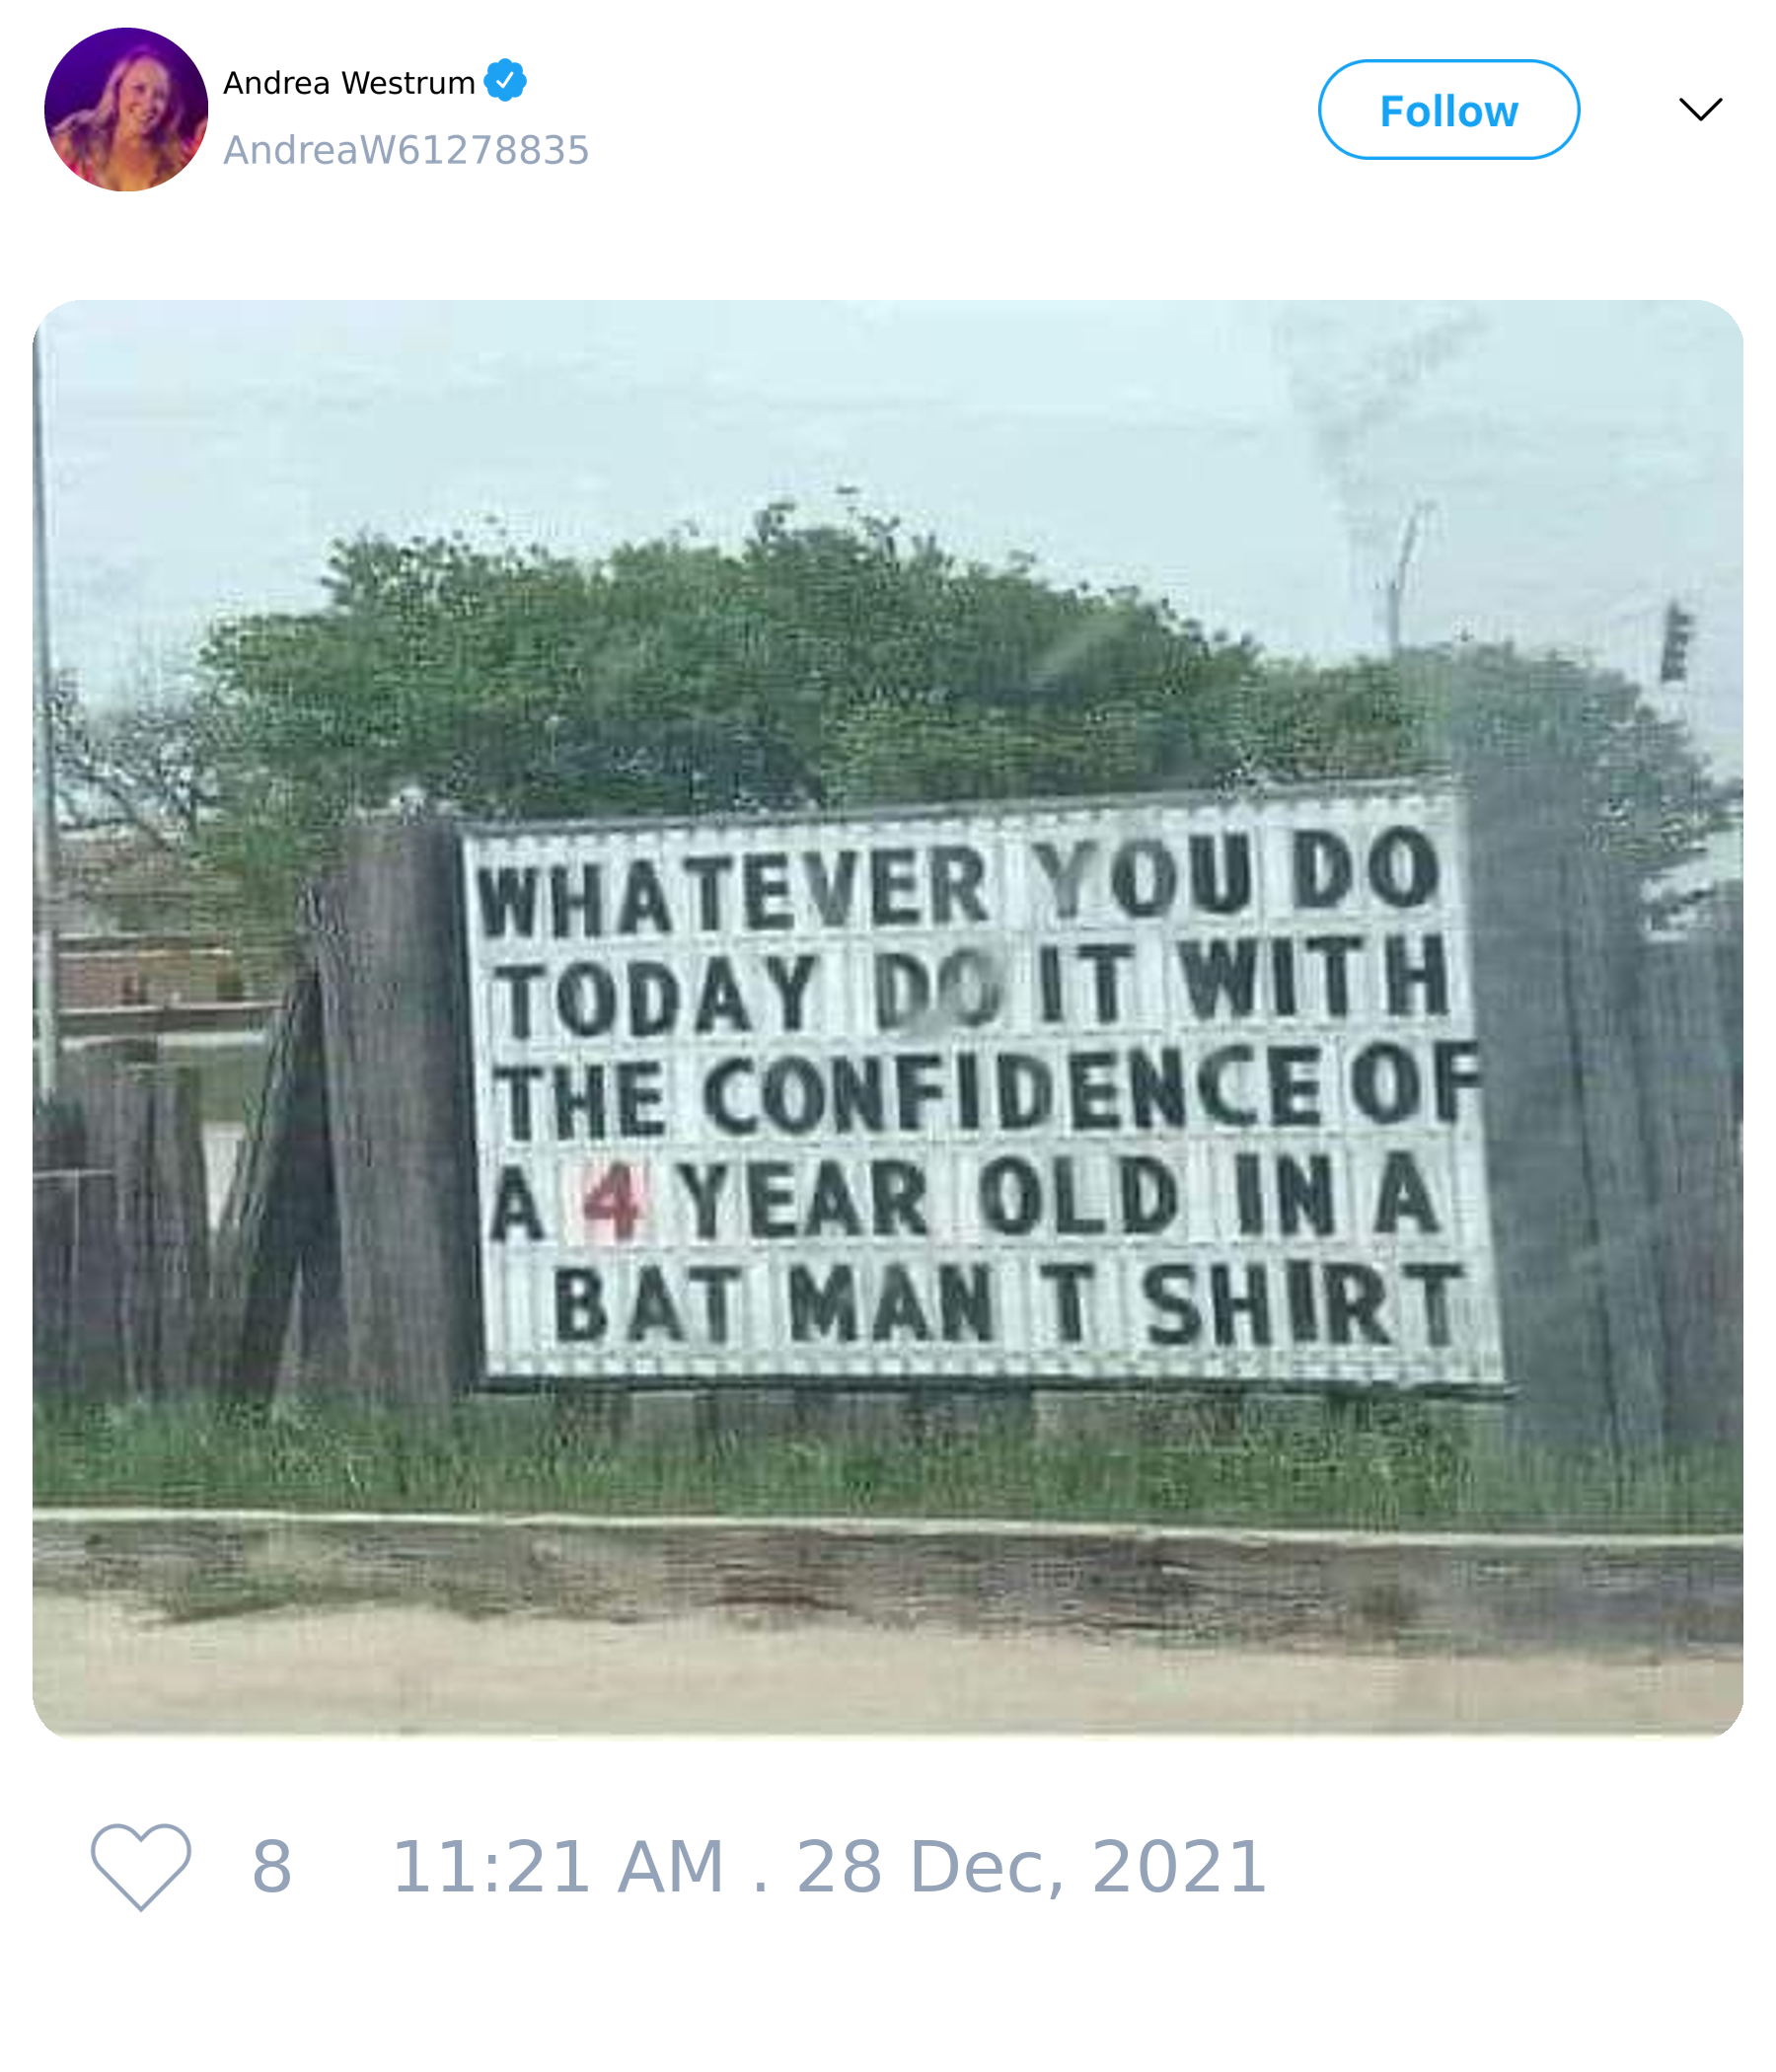 Andrea Westrum
AndreaW61278835
Follow
WHATEVER YOU DO
TODAY DO IT WITH
THE CONFIDENCE OF
A 4 YEAR OLD IN A
BAT MAN T SHIRT
8 11:21 AM . 28 Dec, 2021